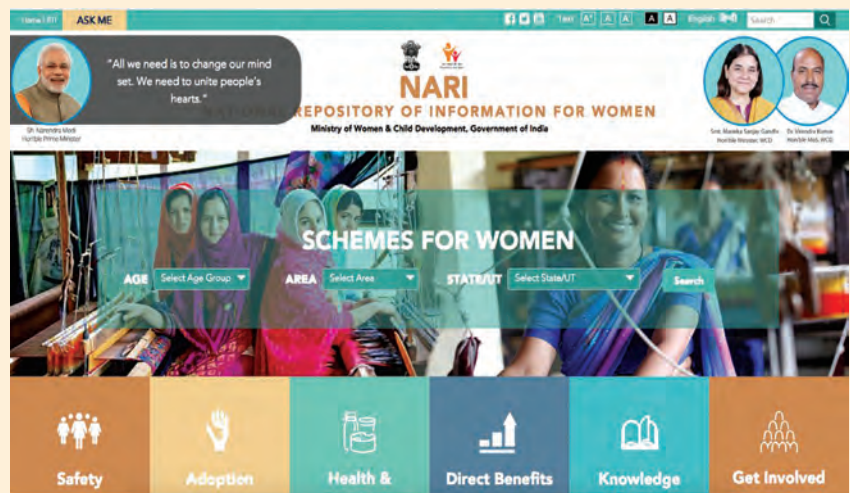 Home | RTI ASK ME Text A+ A A- A A English हिन्दी Search
"All we need is to change our mind
set. We need to unite people's
hearts."
Sh. Narendra Modi
Hon'ble Prime Minister
NARI
NATIONAL REPOSITORY OF INFORMATION FOR WOMEN
Ministry of Women & Child Development, Government of India
Smt. Maneka Sanjay Gandhi
Hon'ble Minister, WCD
Dr. Virendra Kumar
Hon'ble MoS, WCD
SCHEMES FOR WOMEN
AGE Select Age Group AREA Select Area STATE/UT Select State/UT Search
Safety
Adoption
Health &
Direct Benefits
Knowledge
Get Involved